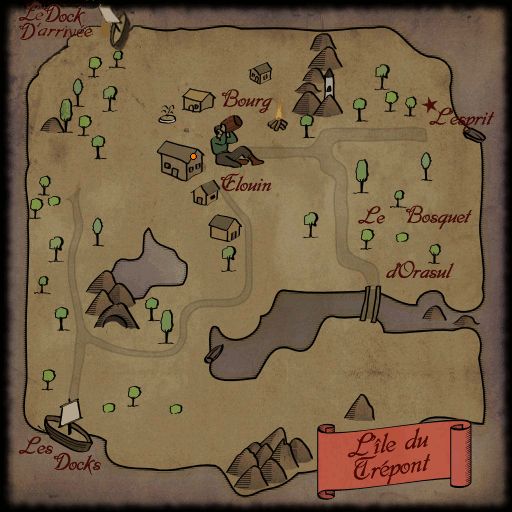 Le Dock
D'arrivée
Bourg
L'esprit
Elouin
Le Bosquet
d'Orasul
Les Docks
L'île du
Trépont